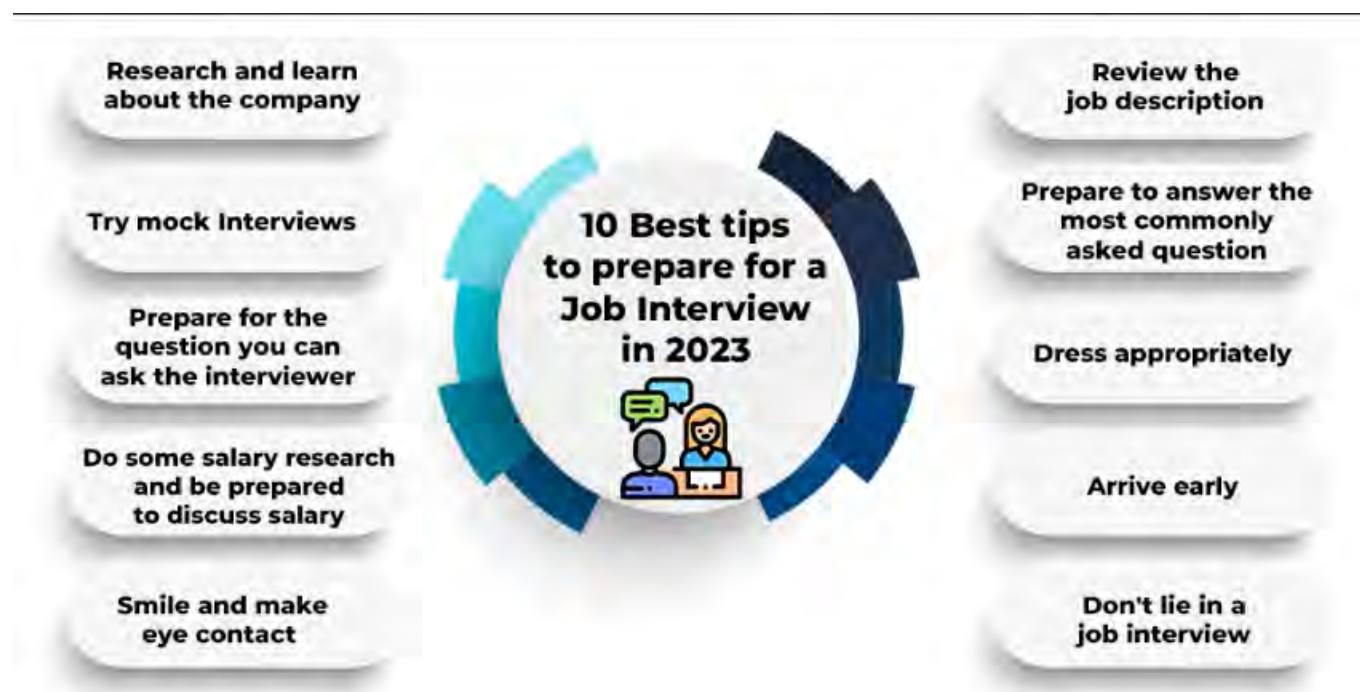 Research and learn
about the company
Try mock Interviews
Prepare for the
question you can
ask the interviewer
Do some salary research
and be prepared
to discuss salary
Smile and make
eye contact
10 Best tips
to prepare for a
Job Interview
in 2023
Review the
job description
Prepare to answer the
most commonly
asked question
Dress appropriately
Arrive early
Don't lie in a
job interview